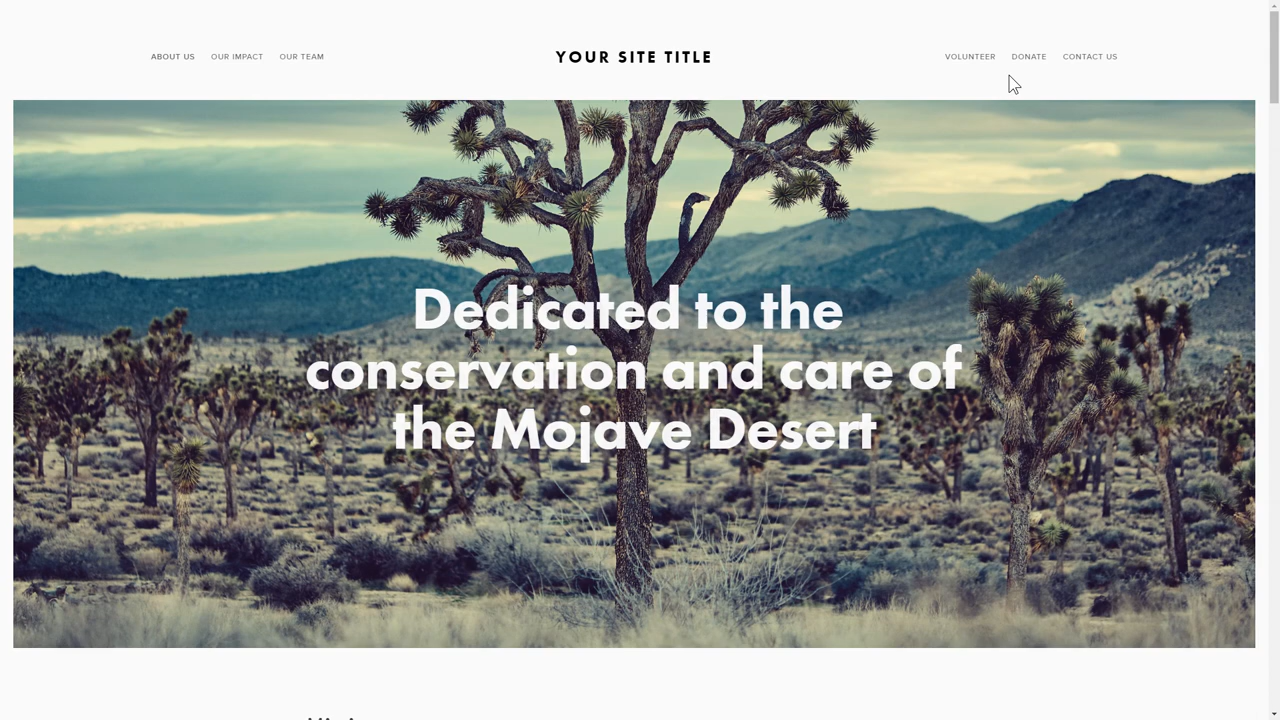 ABOUT US OUR IMPACT OUR TEAM YOUR SITE TITLE VOLUNTEER DONATE CONTACT US
Dedicated to the
conservation and care of
the Mojave Desert